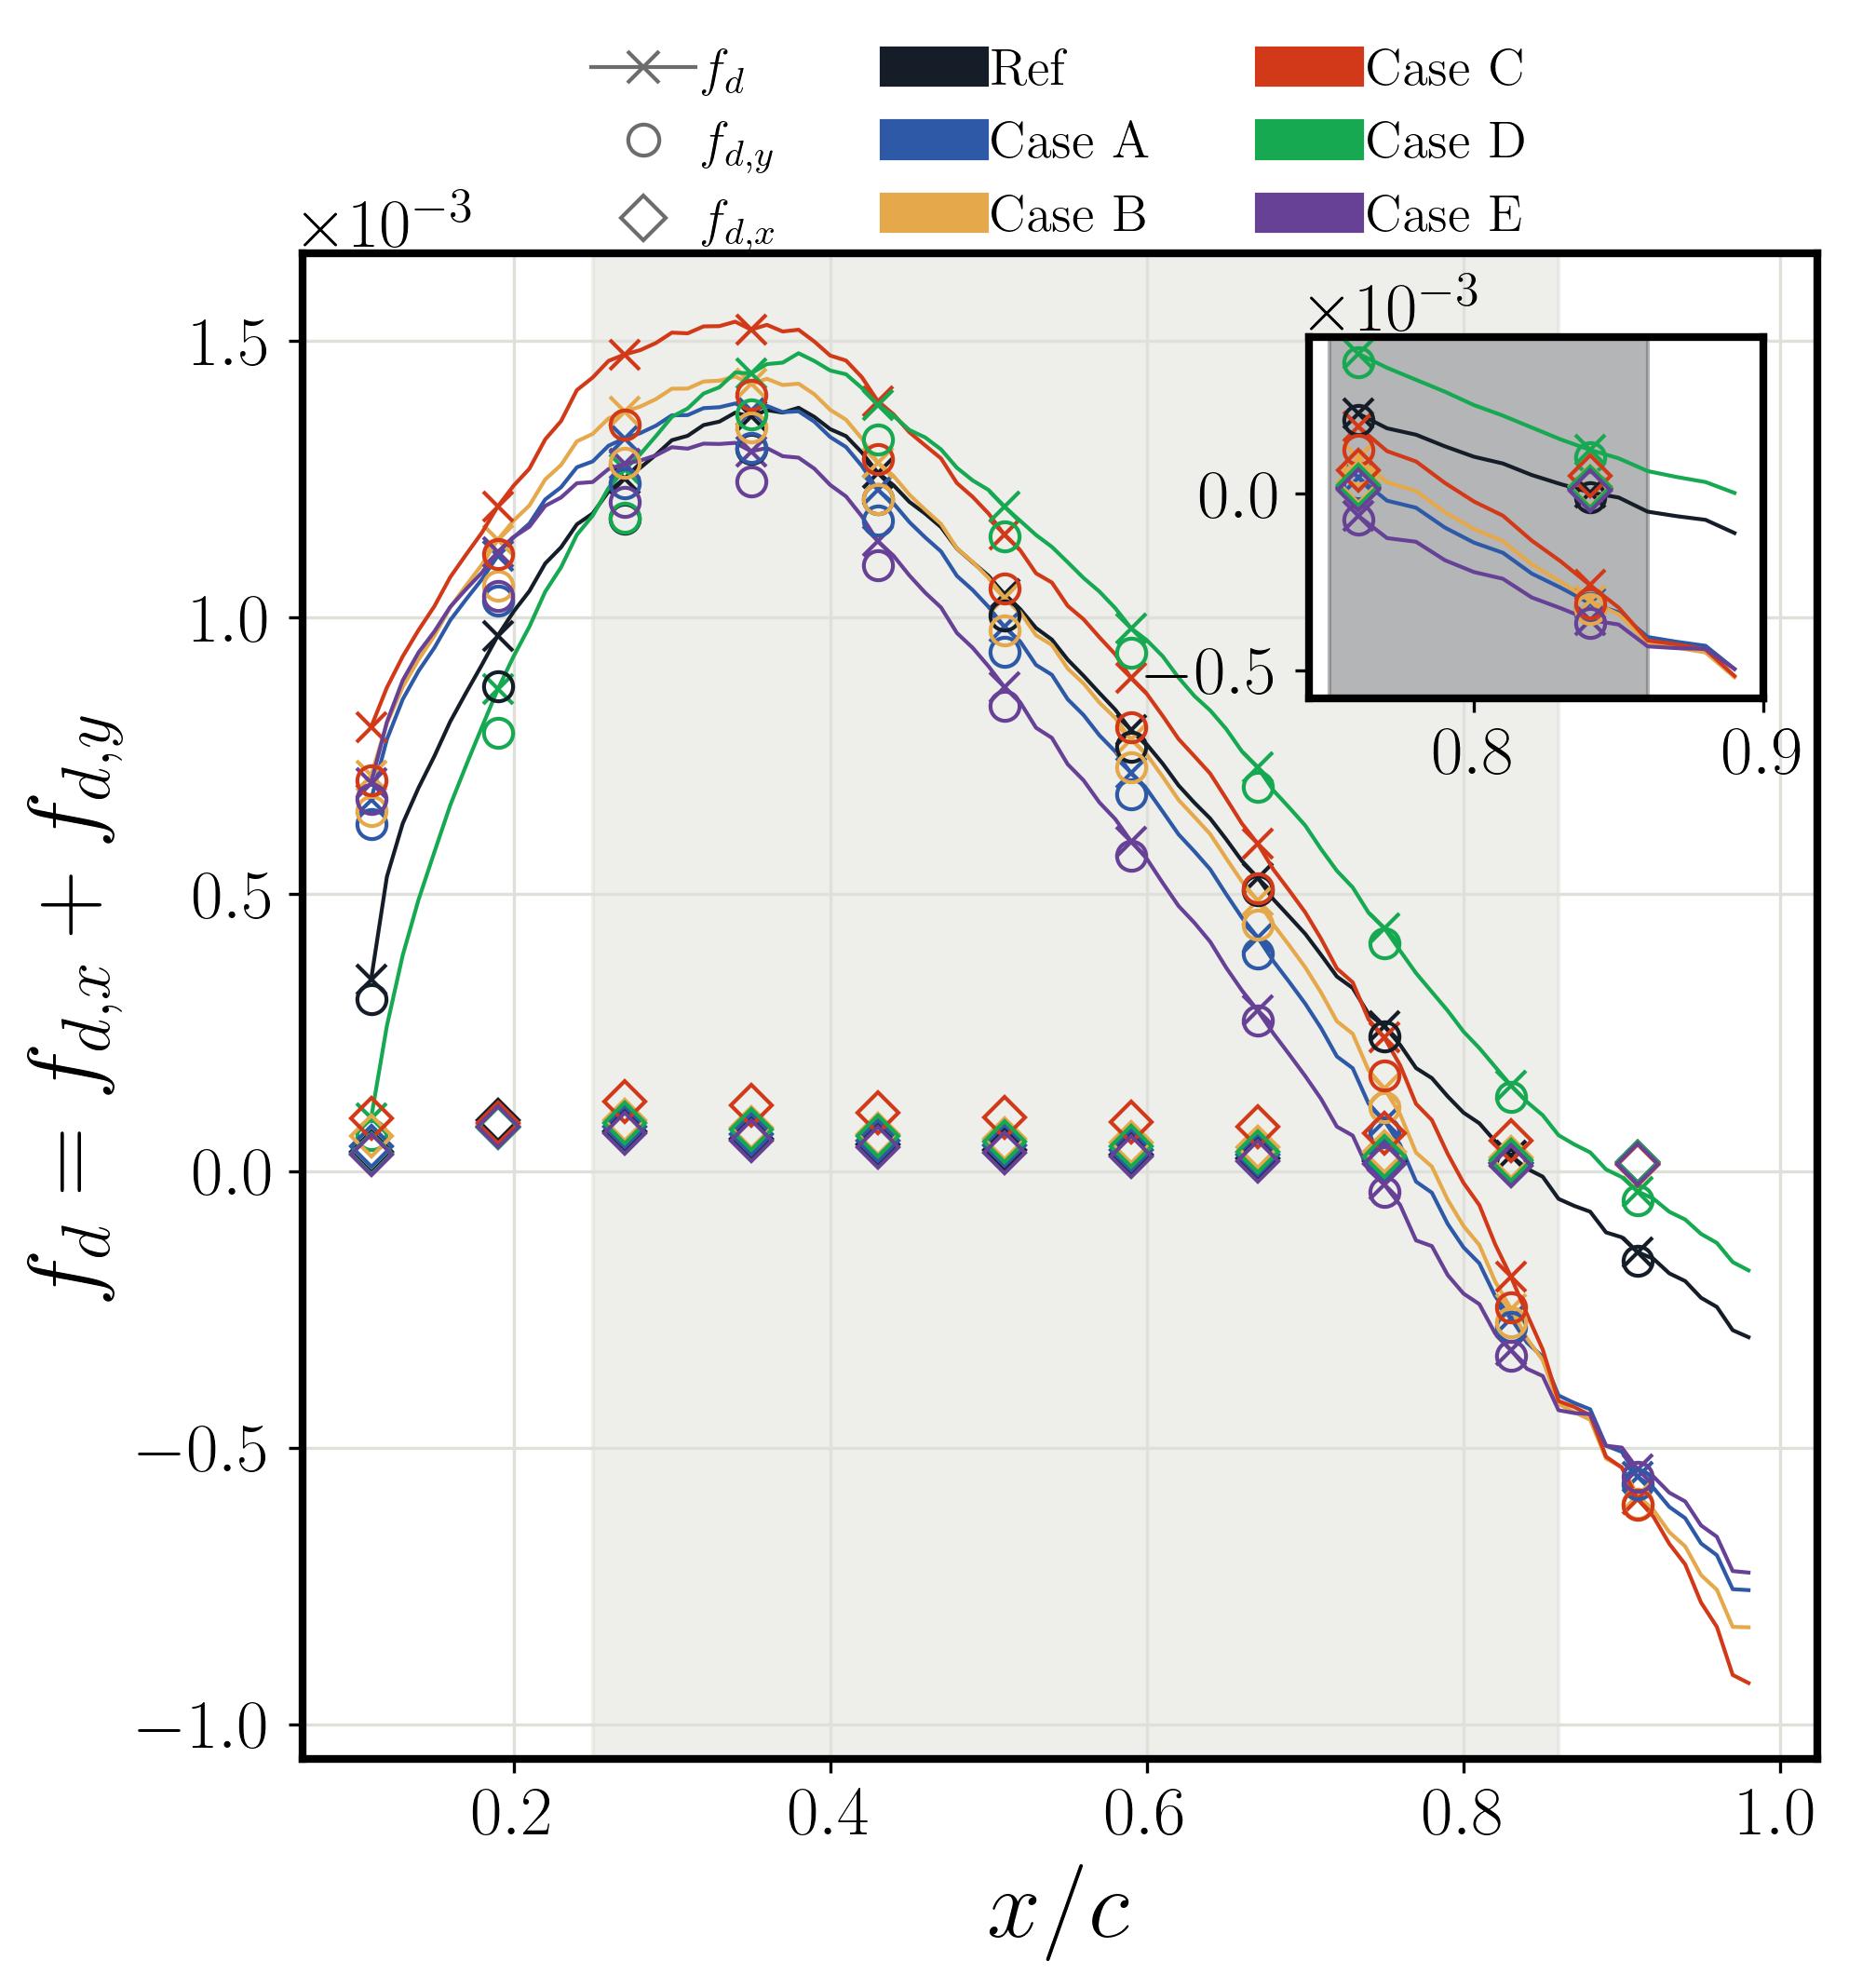 f_d Ref Case C
f_{d,y} Case A Case D
f_{d,x} Case B Case E
×10^{−3}
×10^{−3}
1.5
0.0
1.0
−0.5
0.8 0.9
0.5
0.0
−0.5
−1.0
0.2 0.4 0.6 0.8 1.0
x/c
f_d = f_{d,x} + f_{d,y}